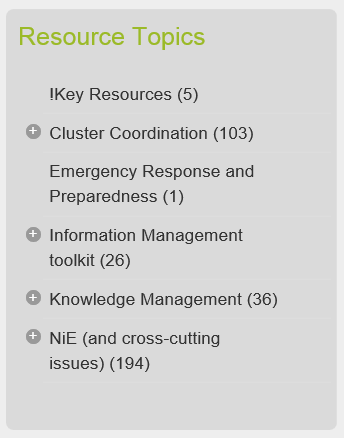 Resource Topics
!Key Resources (5)
Cluster Coordination (103)
Emergency Response and
Preparedness (1)
Information Management
toolkit (26)
Knowledge Management (36)
NiE (and cross-cutting
issues) (194)